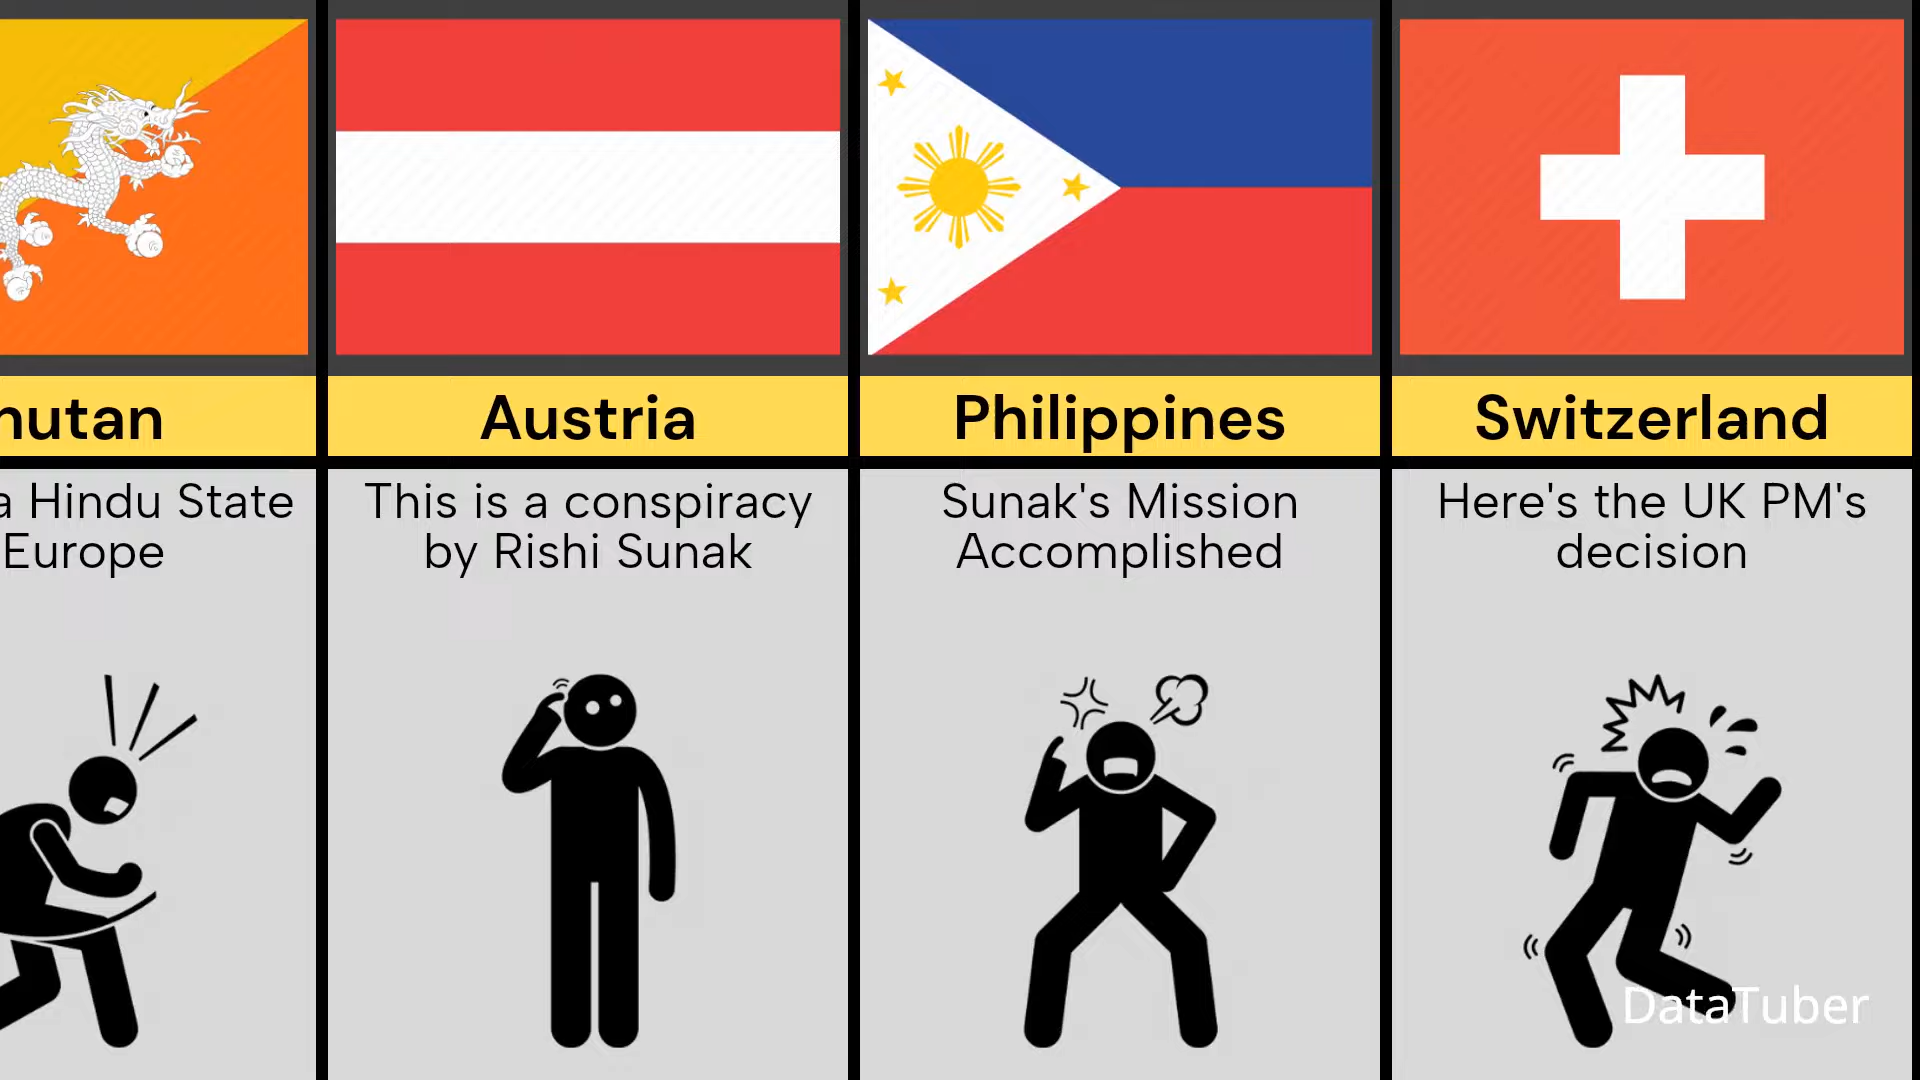 hutan
Austria
Philippines
Switzerland
a Hindu State
Europe
This is a conspiracy
by Rishi Sunak
Sunak's Mission
Accomplished
Here's the UK PM's
decision
DataTuber